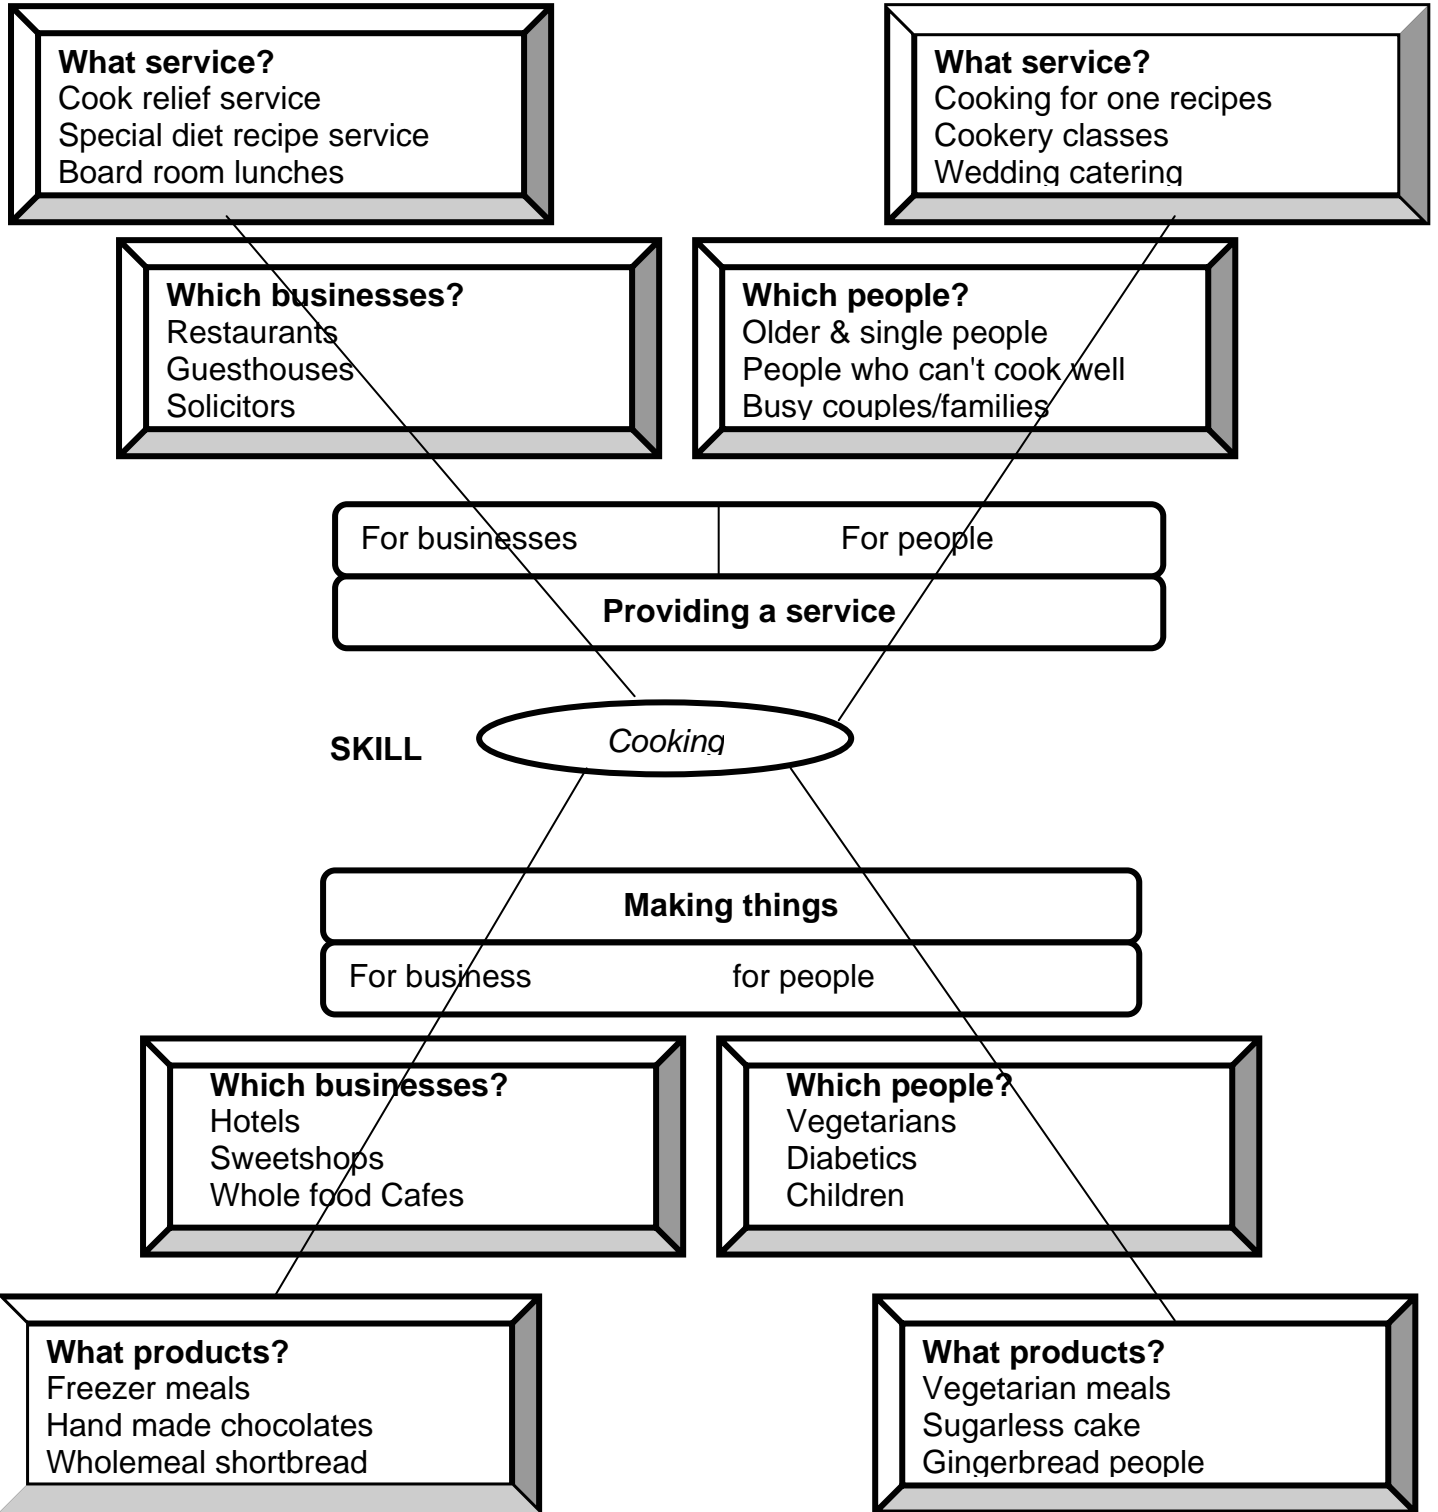 What service?
Cook relief service
Special diet recipe service
Board room lunches
What service?
Cooking for one recipes
Cookery classes
Wedding catering
Which businesses?
Restaurants
Guesthouses
Solicitors
Which people?
Older & single people
People who can't cook well
Busy couples/families
For businesses
For people
Providing a service
SKILL
Cooking
Making things
For business
for people
Which businesses?
Hotels
Sweetshops
Whole food Cafes
Which people?
Vegetarians
Diabetics
Children
What products?
Freezer meals
Hand made chocolates
Wholemeal shortbread
What products?
Vegetarian meals
Sugarless cake
Gingerbread people